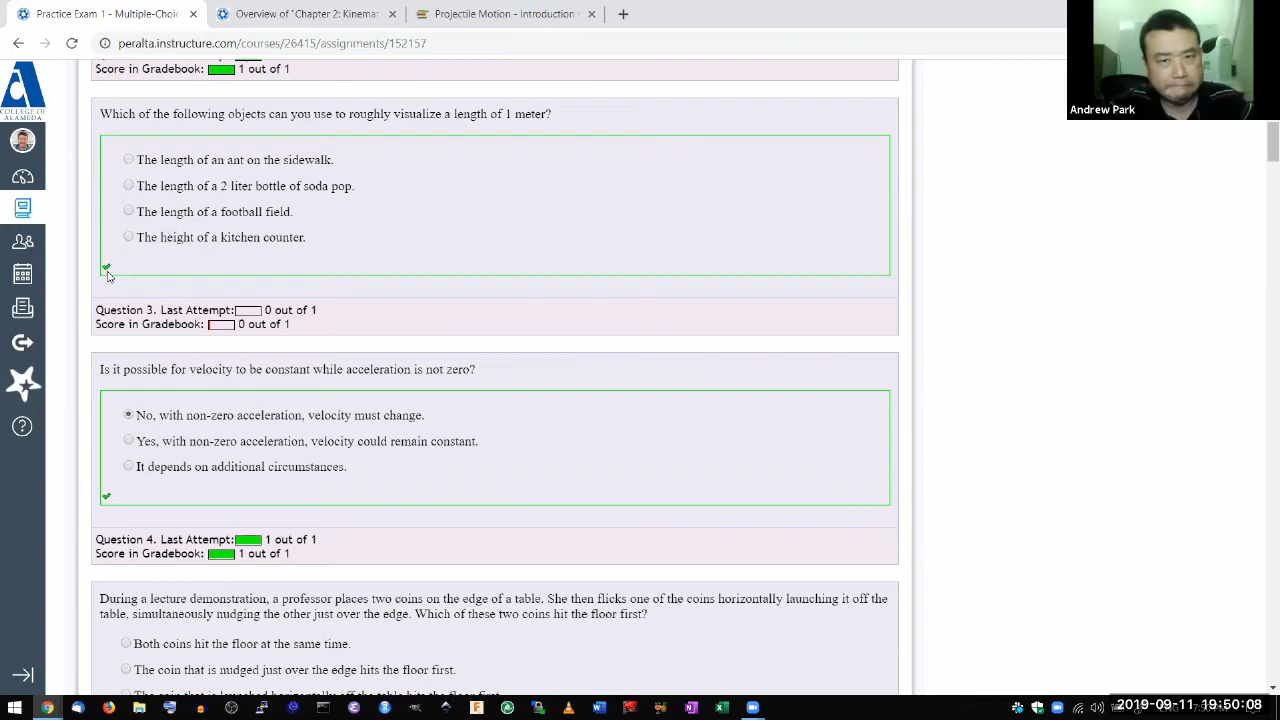 Practice Exam 1 - Multiple-Choic
Overview of "Chapter 2: Kinemat
Projectile Motion - Introduction
peralta.instructure.com/courses/26415/assignments/152157
Andrew Park
COLLEGE OF
ALAMEDA
Score in Gradebook: 1 out of 1
Which of the following objects can you use to roughly visualize a length of 1 meter?
The length of an ant on the sidewalk.
The length of a 2 liter bottle of soda pop.
The length of a football field.
The height of a kitchen counter.
Question 3. Last Attempt: 0 out of 1
Score in Gradebook: 0 out of 1
Is it possible for velocity to be constant while acceleration is not zero?
No, with non-zero acceleration, velocity must change.
Yes, with non-zero acceleration, velocity could remain constant.
It depends on additional circumstances.
Question 4. Last Attempt: 1 out of 1
Score in Gradebook: 1 out of 1
During a lecture demonstration, a professor places two coins on the edge of a table. She then flicks one of the coins horizontally launching it off the
table, simultaneously nudging the other just over the edge. Which of these two coins hit the floor first?
Both coins hit the floor at the same time.
The coin that is nudged just over the edge hits the floor first.
2019-09-11 19:50:08